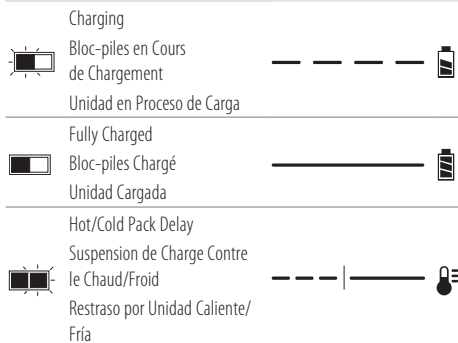 Charging
Bloc-piles en Cours
de Chargement
Unidad en Proceso de Carga
Fully Charged
Bloc-piles Chargé
Unidad Cargada
Hot/Cold Pack Delay
Suspension de Charge Contre
le Chaud/Froid
Restraso por Unidad Caliente/
Fría